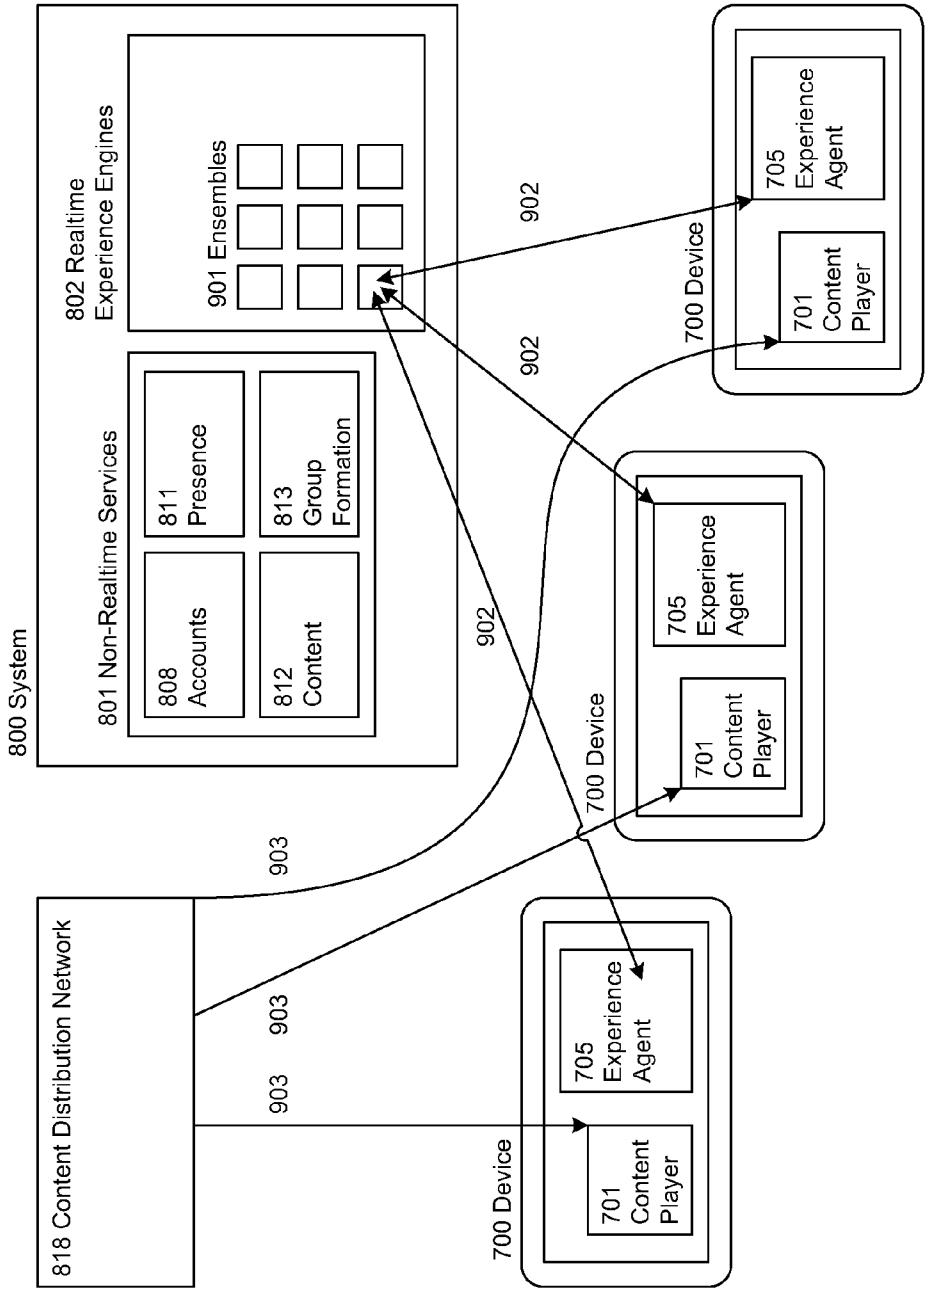 818 Content Distribution Network
800 System
801 Non-Realtime Services
808
Accounts
811
Presence
812
Content
813
Group
Formation
802 Realtime
Experience Engines
901 Ensembles
903
903
903
902
902
902
700 Device
701
Content
Player
705
Experience
Agent
700 Device
701
Content
Player
705
Experience
Agent
700 Device
701
Content
Player
705
Experience
Agent